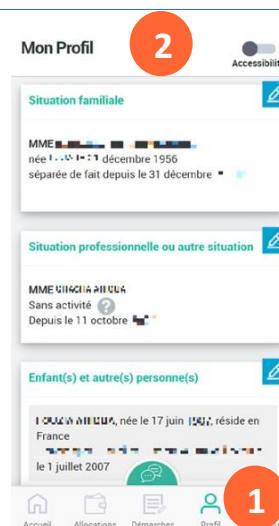 Mon Profil
2
Accessibilit
Situation familiale
MME
née décembre 1956
séparée de fait depuis le 31 décembre
Situation professionnelle ou autre situation
MME
Sans activité ?
Depuis le 11 octobre
Enfant(s) et autre(s) personne(s)
née le 17 juin, réside en
France
le 1 juillet 2007
1
Accueil Allocations Démarches Profil